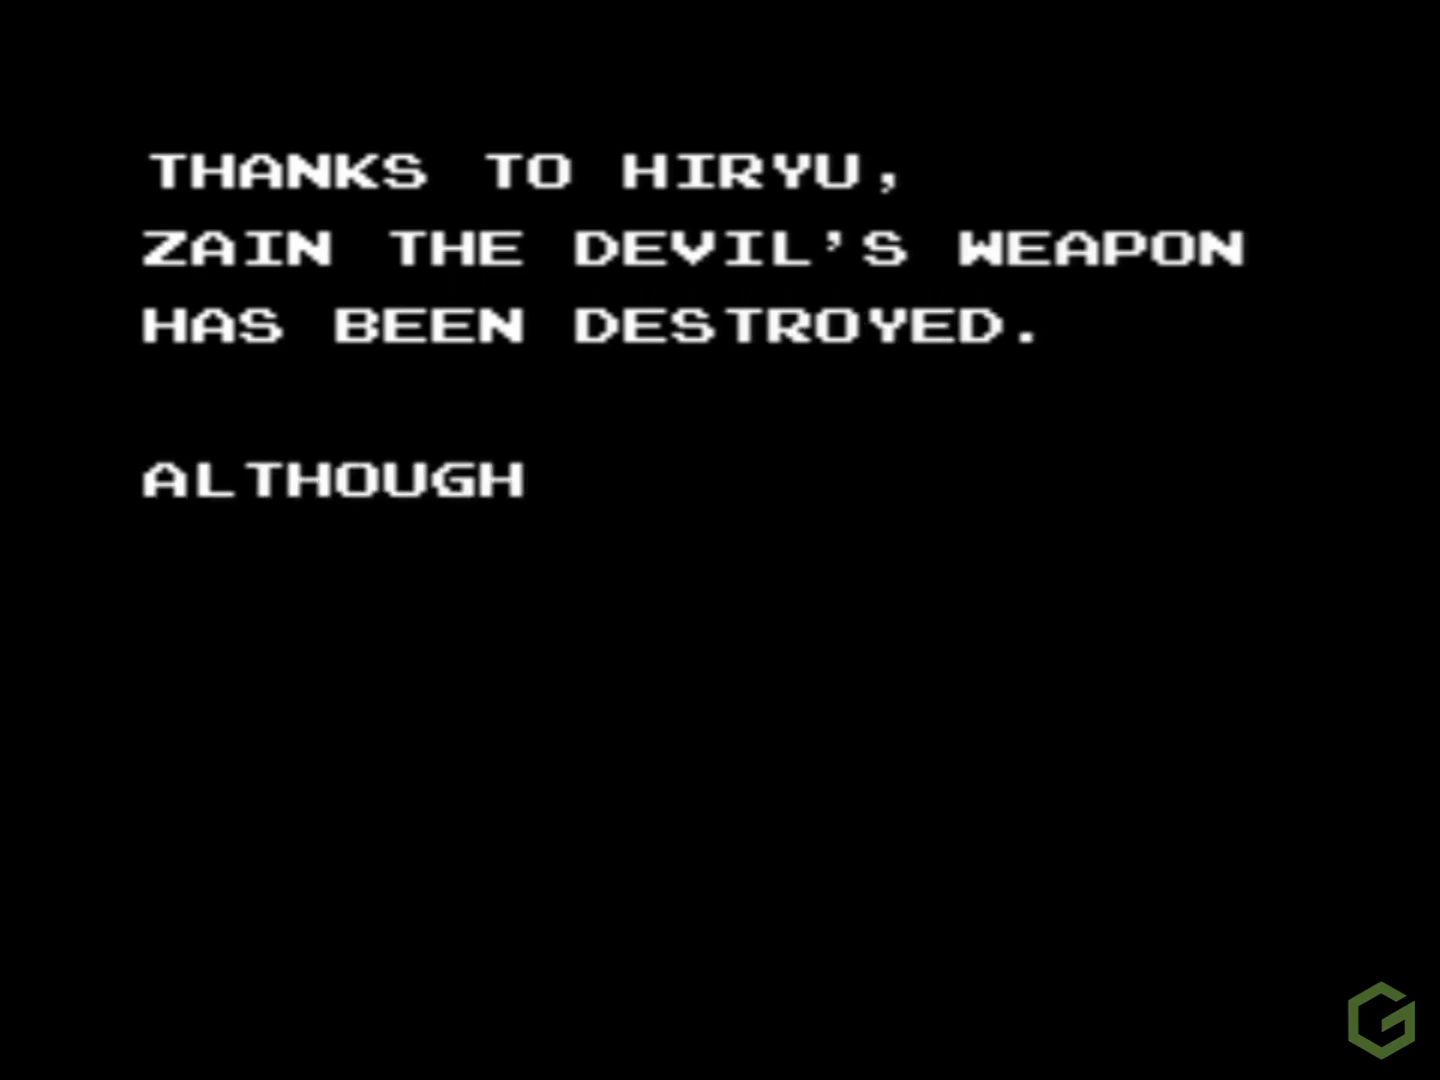 THANKS TO HIRYU,
ZAIN THE DEVIL'S WEAPON
HAS BEEN DESTROYED.
ALTHOUGH